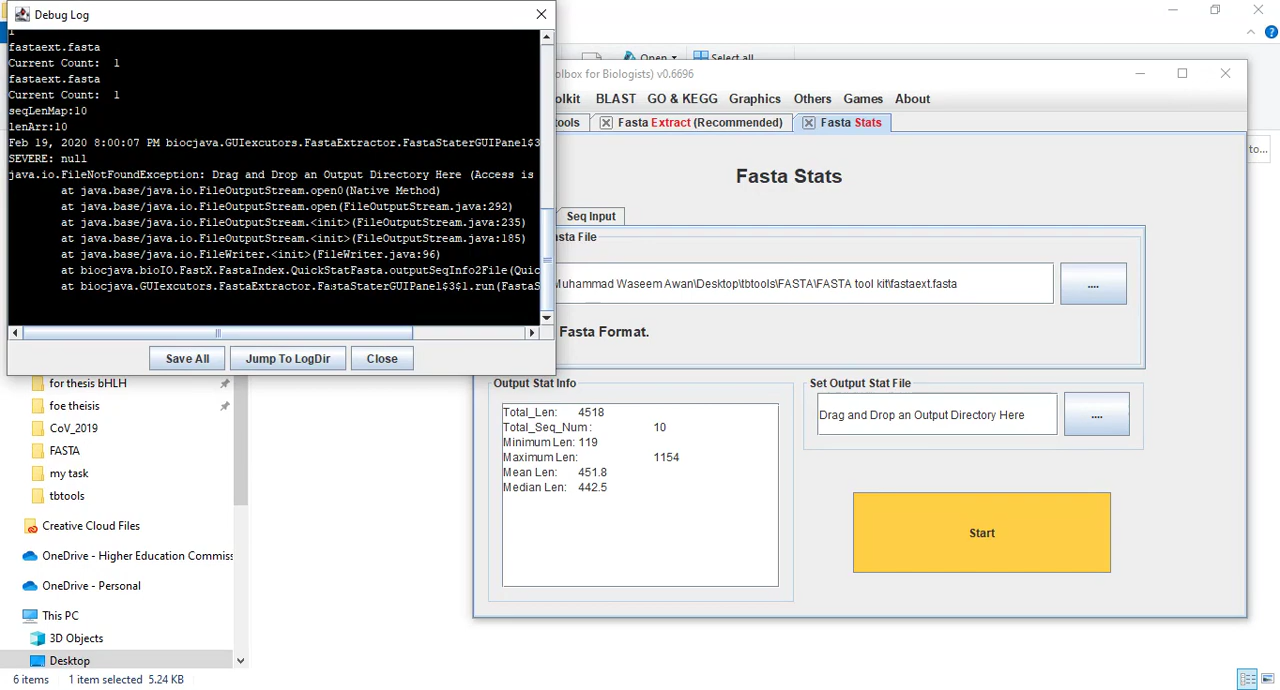 Debug Log
fastaext.fasta
Current Count:  1
fastaext.fasta
Current Count:  1
seqLenMap:10
lenArr:10
Feb 19, 2020 8:00:07 PM biocjava.GUIexcutors.FastaExtractor.FastaStaterGUIPanel$3
SEVERE: null
java.io.FileNotFoundException: Drag and Drop an Output Directory Here (Access is
at java.base/java.io.FileOutputStream.open0(Native Method)
at java.base/java.io.FileOutputStream.open(FileOutputStream.java:292)
at java.base/java.io.FileOutputStream.<init>(FileOutputStream.java:235)
at java.base/java.io.FileOutputStream.<init>(FileOutputStream.java:185)
at java.base/java.io.FileWriter.<init>(FileWriter.java:96)
at biocjava.bioIO.FastX.FastaIndex.QuickStatFasta.outputSeqInfo2File(Quic
at biocjava.GUIexcutors.FastaExtractor.FastaStaterGUIPanel$3$1.run(FastaS
Save All
Jump To LogDir
Close
Open
Select all
olbox for Biologists) v0.6696
olkit BLAST GO & KEGG Graphics Others Games About
ools
Fasta Extract (Recommended)
Fasta Stats
to...
Fasta Stats
Seq Input
asta File
Muhammad Waseem Awan\Desktop\tbtools\FASTA\FASTA tool kit\fastaext.fasta
....
Fasta Format.
Output Stat Info
Total_Len: 4518
Total_Seq_Num: 10
Minimum Len: 119
Maximum Len: 1154
Mean Len: 451.8
Median Len: 442.5
Set Output Stat File
Drag and Drop an Output Directory Here
....
Start
for thesis bHLH
foe theisis
CoV_2019
FASTA
my task
tbtools
Creative Cloud Files
OneDrive - Higher Education Commiss
OneDrive - Personal
This PC
3D Objects
Desktop
6 items 1 item selected 5.24 KB